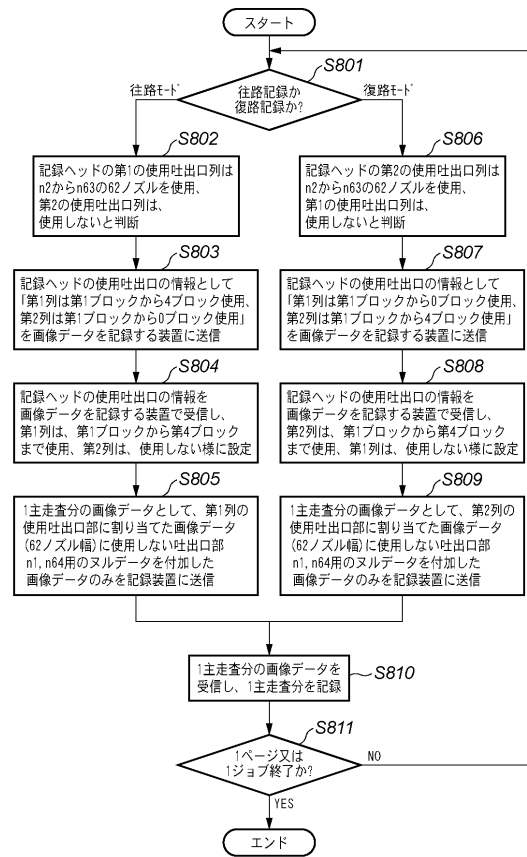 スタート
S801
往路記録か
復路記録か?
往路モード
復路モード
S802
記録ヘッドの第1の使用吐出口列は
n2からn63の62ノズルを使用、
第2の使用吐出口列は、
使用しないと判断
S803
記録ヘッドの使用吐出口の情報として
「第1列は第1ブロックから4ブロック使用、
第2列は第1ブロックから0ブロック使用」
を画像データを記録する装置に送信
S804
記録ヘッドの使用吐出口の情報を
画像データを記録する装置で受信し、
第1列は、第1ブロックから第4ブロック
まで使用、第2列は、使用しない様に設定
S805
1主走査分の画像データとして、第1列の
使用吐出口部に割り当てた画像データ
(62ノズル幅)に使用しない吐出口部
n1, n64用のヌルデータを付加した
画像データのみを記録装置に送信
S806
記録ヘッドの第2の使用吐出口列は
n2からn63の62ノズルを使用、
第1の使用吐出口列は、
使用しないと判断
S807
記録ヘッドの使用吐出口の情報として
「第1列は第1ブロックから0ブロック使用、
第2列は第1ブロックから4ブロック使用」
を画像データを記録する装置に送信
S808
記録ヘッドの使用吐出口の情報を
画像データを記録する装置で受信し、
第2列は、第1ブロックから第4ブロック
まで使用、第1列は、使用しない様に設定
S809
1主走査分の画像データとして、第2列の
使用吐出口部に割り当てた画像データ
(62ノズル幅)に使用しない吐出口部
n1, n64用のヌルデータを付加した
画像データのみを記録装置に送信
1主走査分の画像データを
受信し、1主走査分を記録
S810
S811
1ページ又は
1ジョブ終了か?
NO
YES
エンド